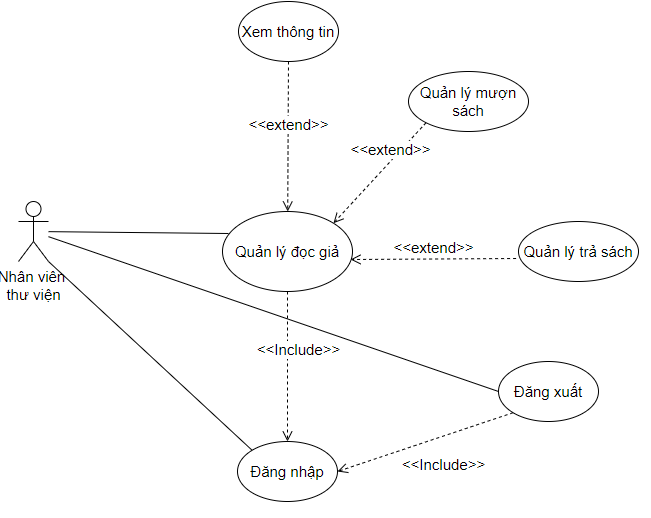 Xem thông tin
Quản lý mượn
sách
<<extend>>
<<extend>>
Quản lý đọc giả
<<extend>>
Quản lý trả sách
Nhân viên
thư viện
<<Include>>
Đăng xuất
Đăng nhập
<<Include>>